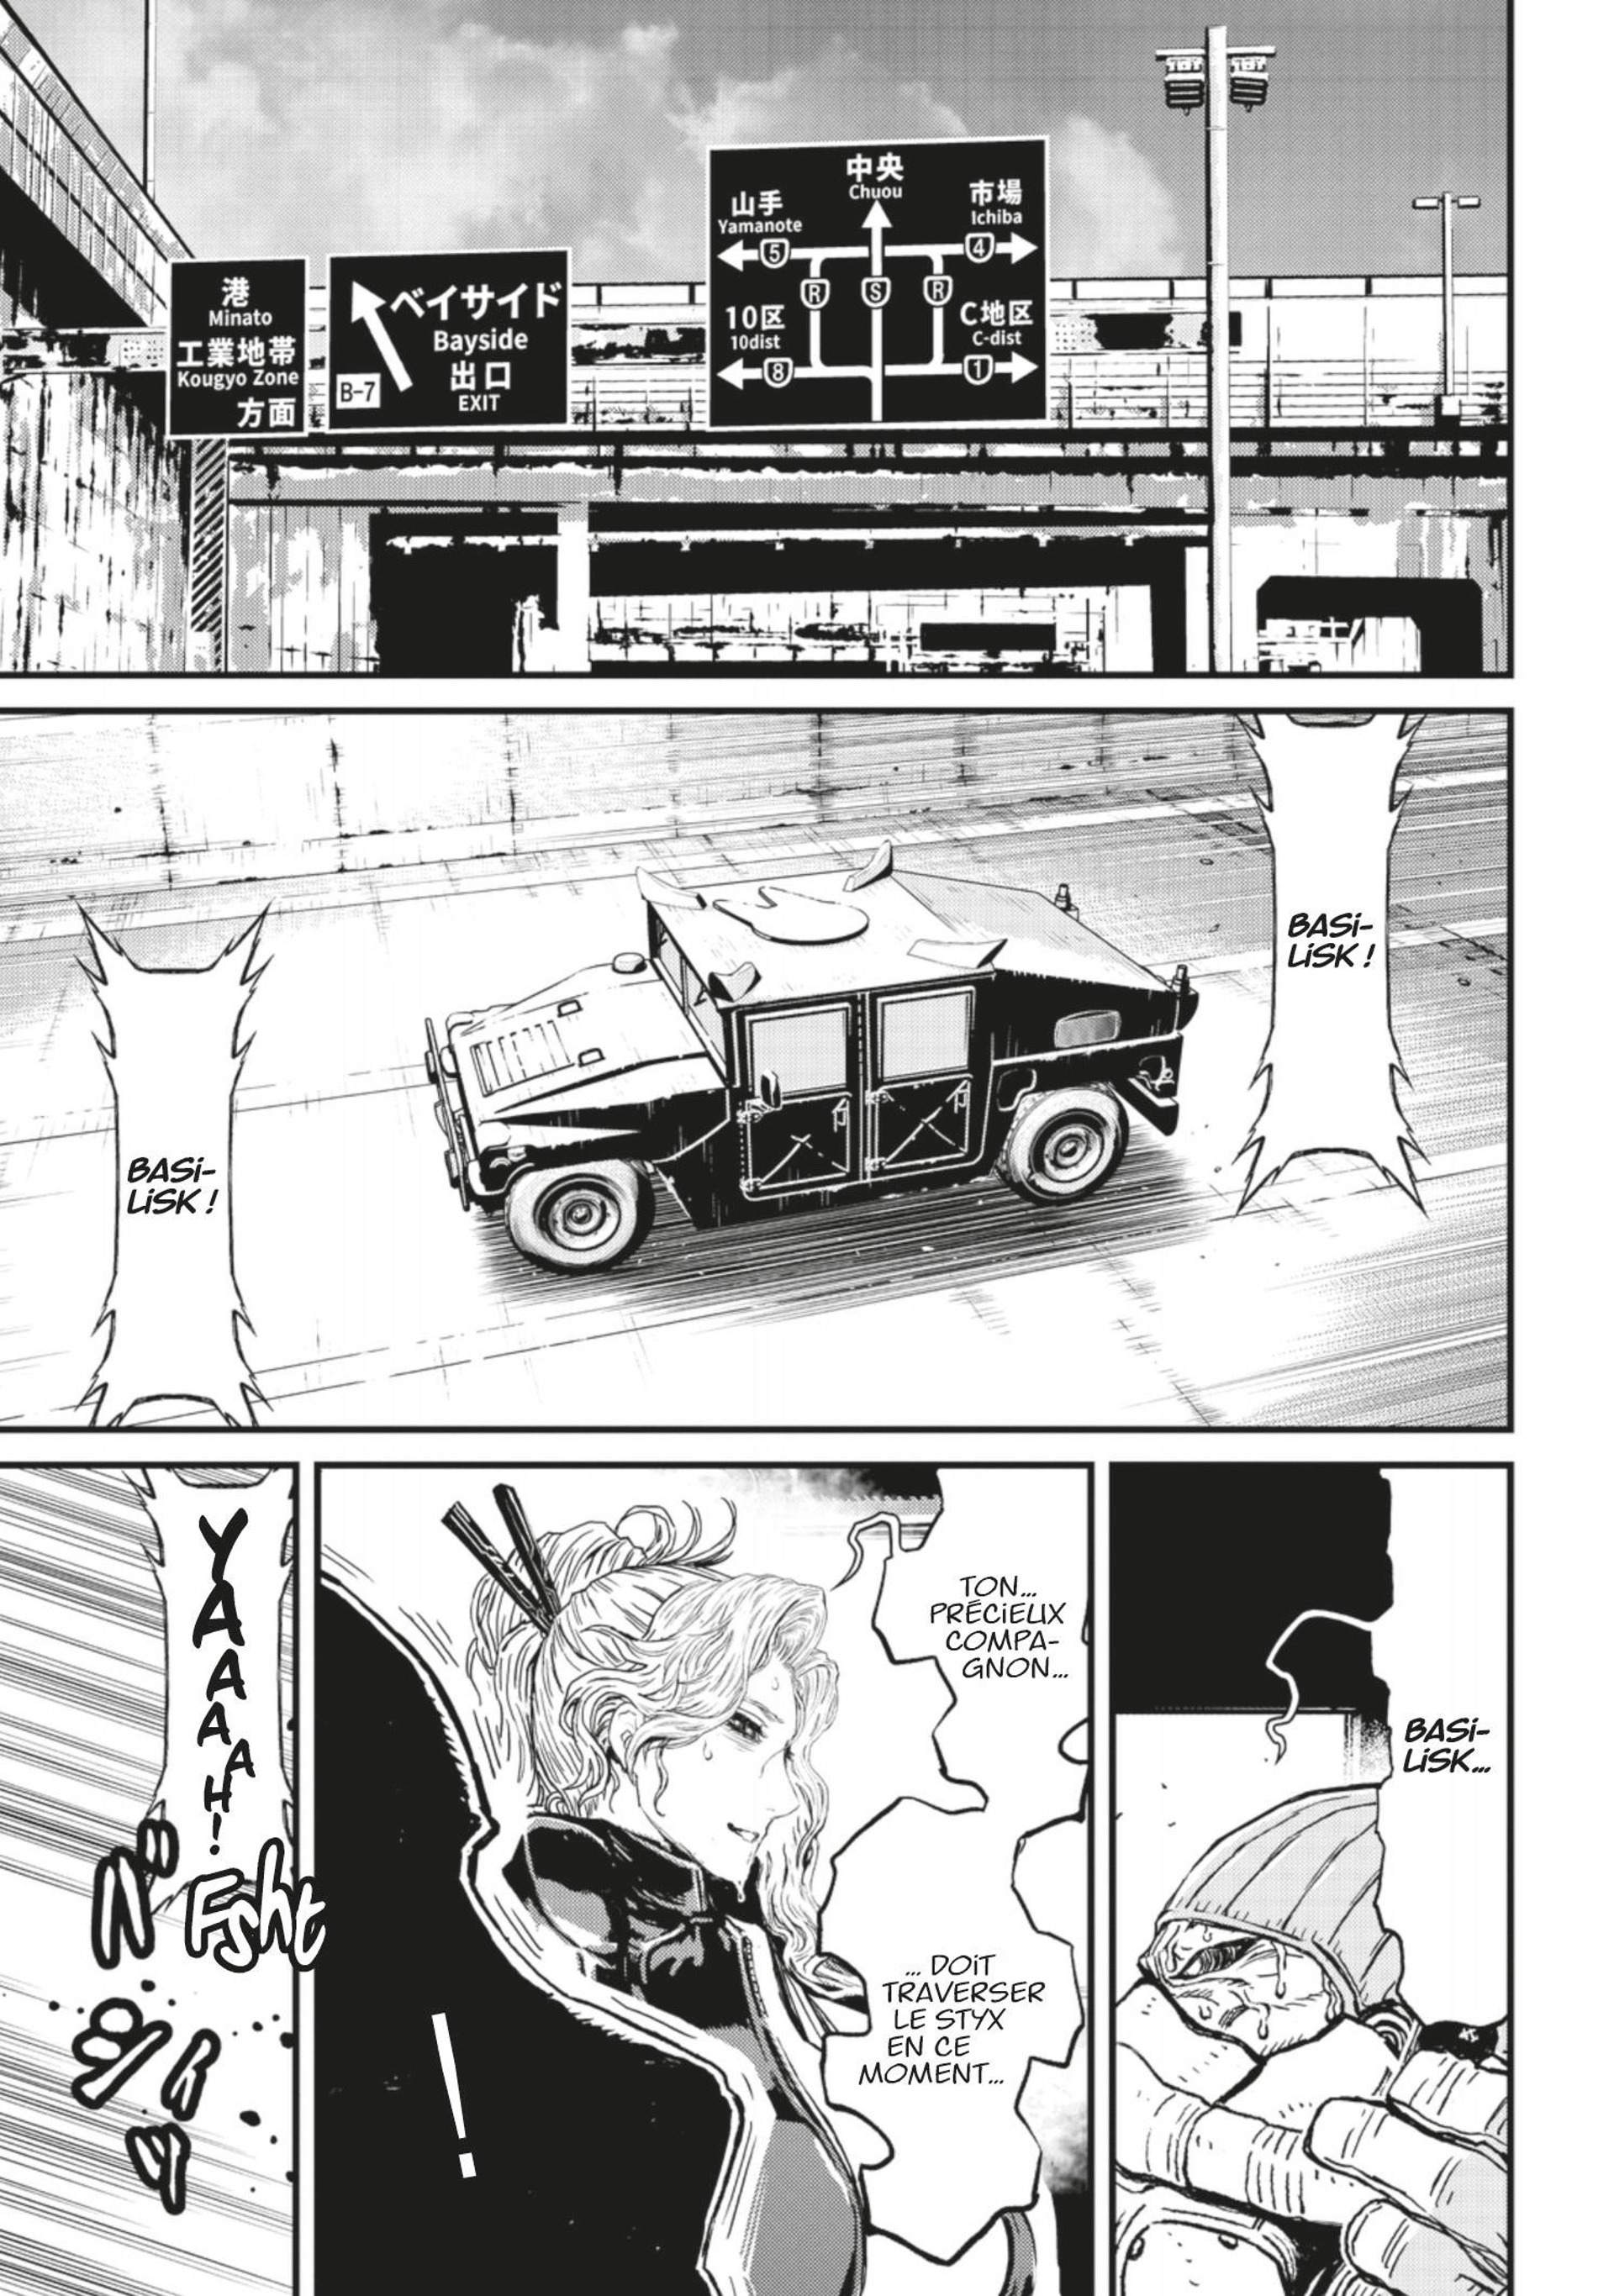 港
Minato
工業地帯
Kougyo Zone
方面
ベイサイド
Bayside
出口
EXIT
B-7
中央
Chuou
山手
Yamanote
市場
Ichiba
5
4
R
S
R
10区
10dist
C地区
C-dist
8
1
BASi-
LiSK !
BASi-
LiSK !
BASi-
LiSK...
TON...
PRÉCiEUX
COMPA-
GNON...
... DOiT
TRAVERSER
LE STYX
EN CE
MOMENT...
!
YAAAAAH!
Fsht
バシャッ